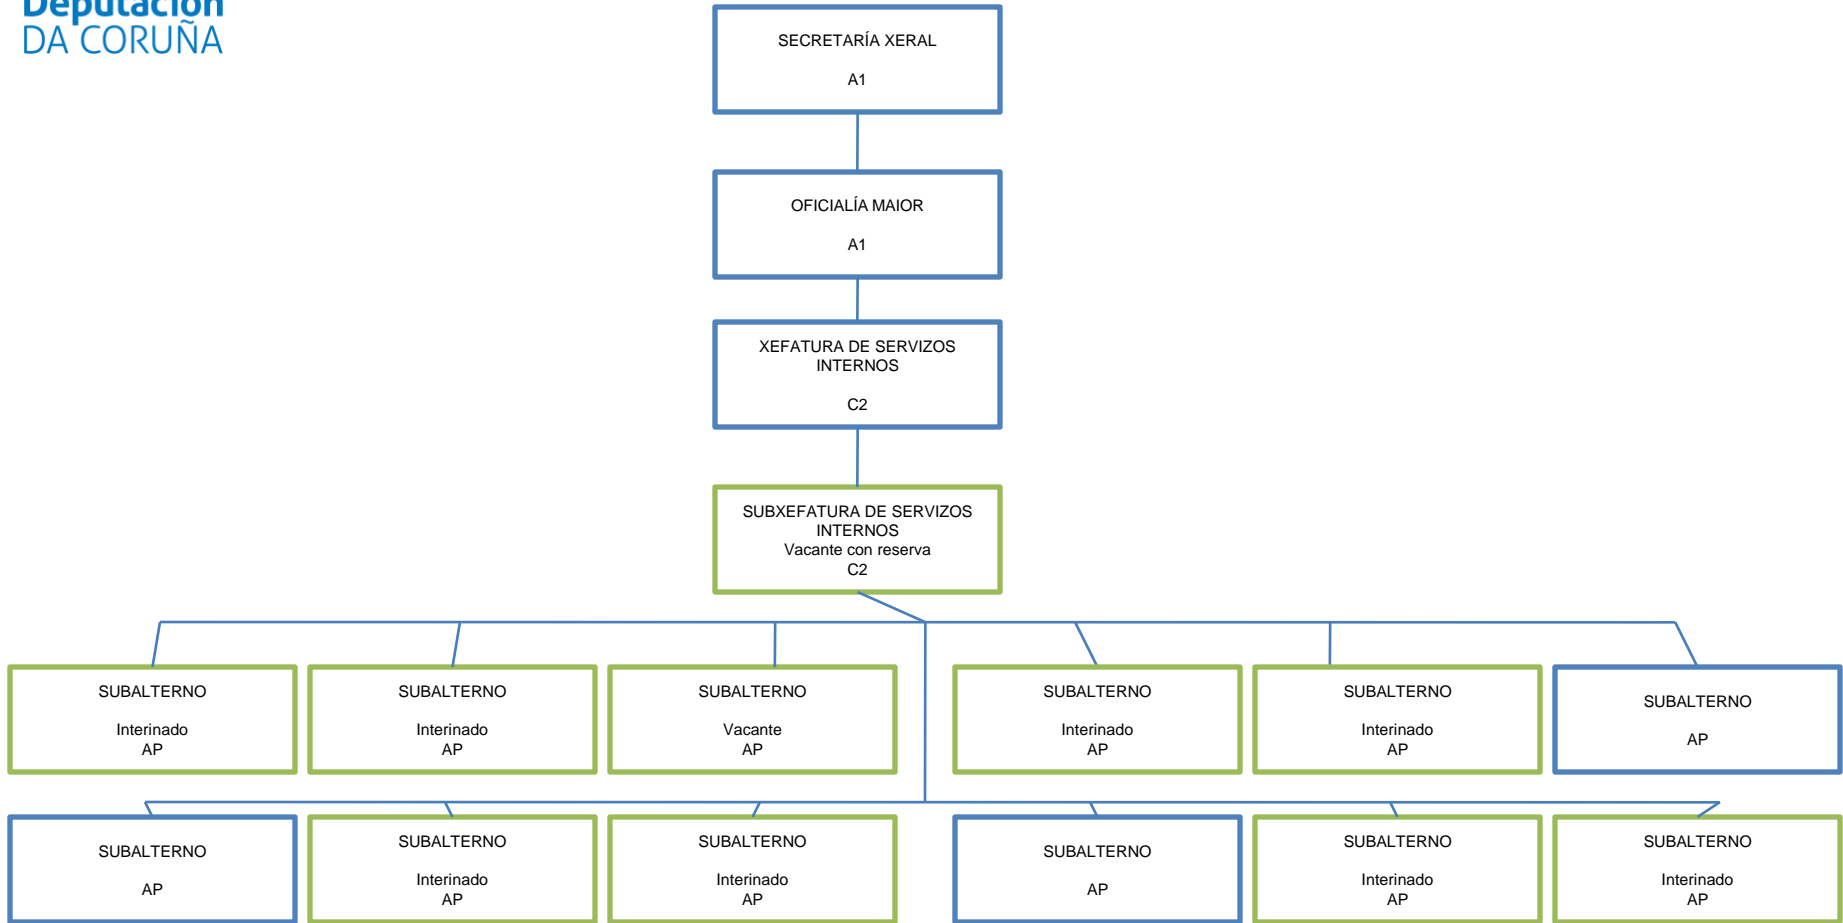 Deputación
DA CORUÑA
SECRETARÍA XERAL
A1
OFICIALÍA MAIOR
A1
XEFATURA DE SERVIZOS
INTERNOS
C2
SUBXEFATURA DE SERVIZOS
INTERNOS
Vacante con reserva
C2
SUBALTERNO
Interinado
AP
SUBALTERNO
Interinado
AP
SUBALTERNO
Vacante
AP
SUBALTERNO
Interinado
AP
SUBALTERNO
Interinado
AP
SUBALTERNO
AP
SUBALTERNO
AP
SUBALTERNO
Interinado
AP
SUBALTERNO
Interinado
AP
SUBALTERNO
AP
SUBALTERNO
Interinado
AP
SUBALTERNO
Interinado
AP